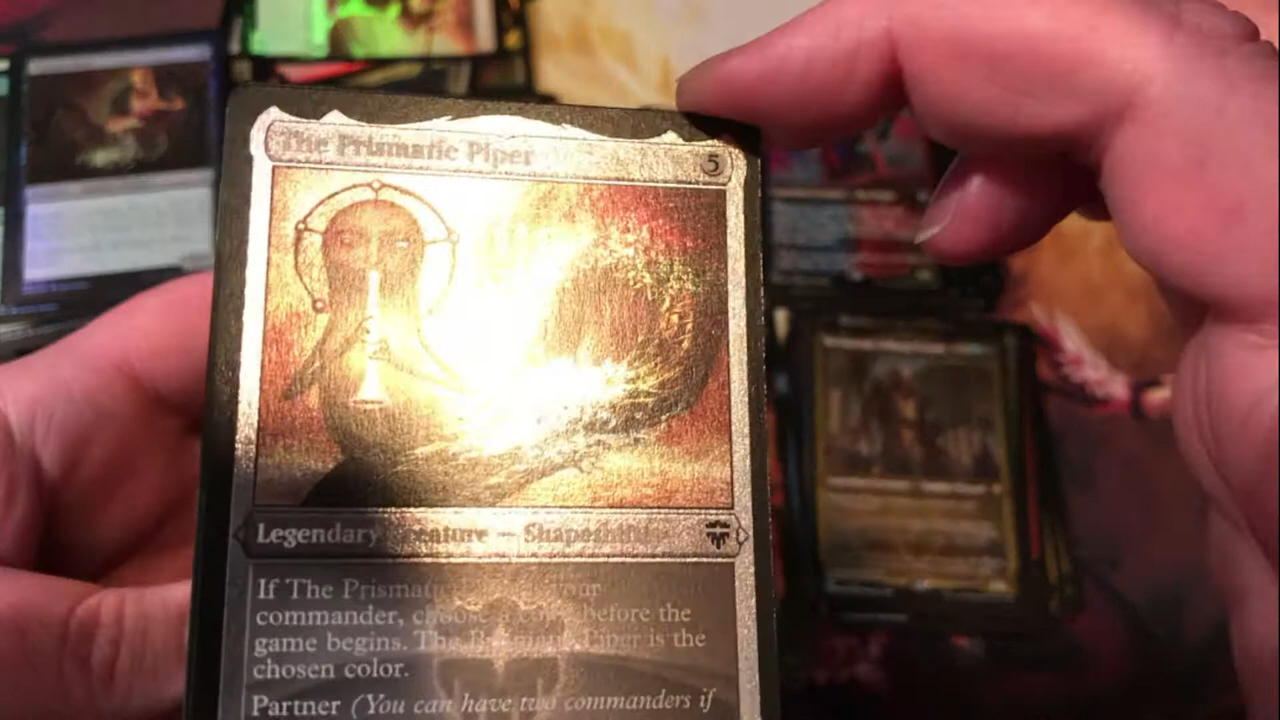 The Prismatic Piper 5
Legendary Creature — Shapeshifter
If The Prismatic your
commander, choose a color before the
game begins. The Prismatic Piper is the
chosen color.
Partner (You can have two commanders if